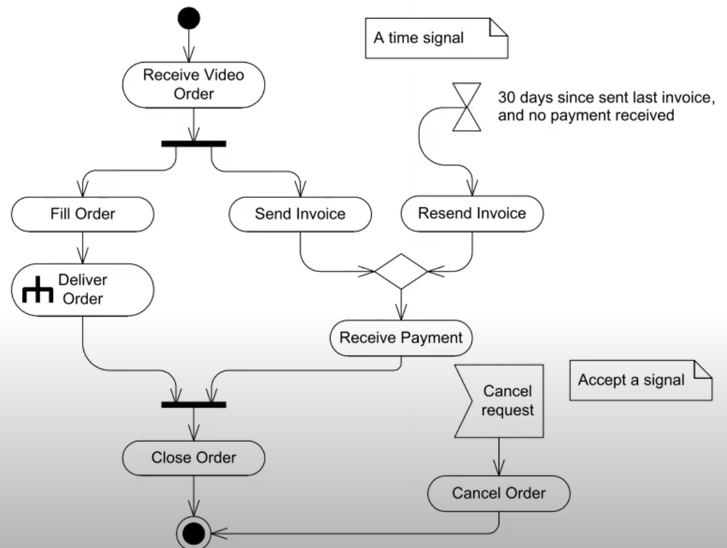 A time signal
Receive Video
Order
30 days since sent last invoice,
and no payment received
Fill Order
Send Invoice
Resend Invoice
Deliver
Order
Receive Payment
Cancel
request
Accept a signal
Close Order
Cancel Order